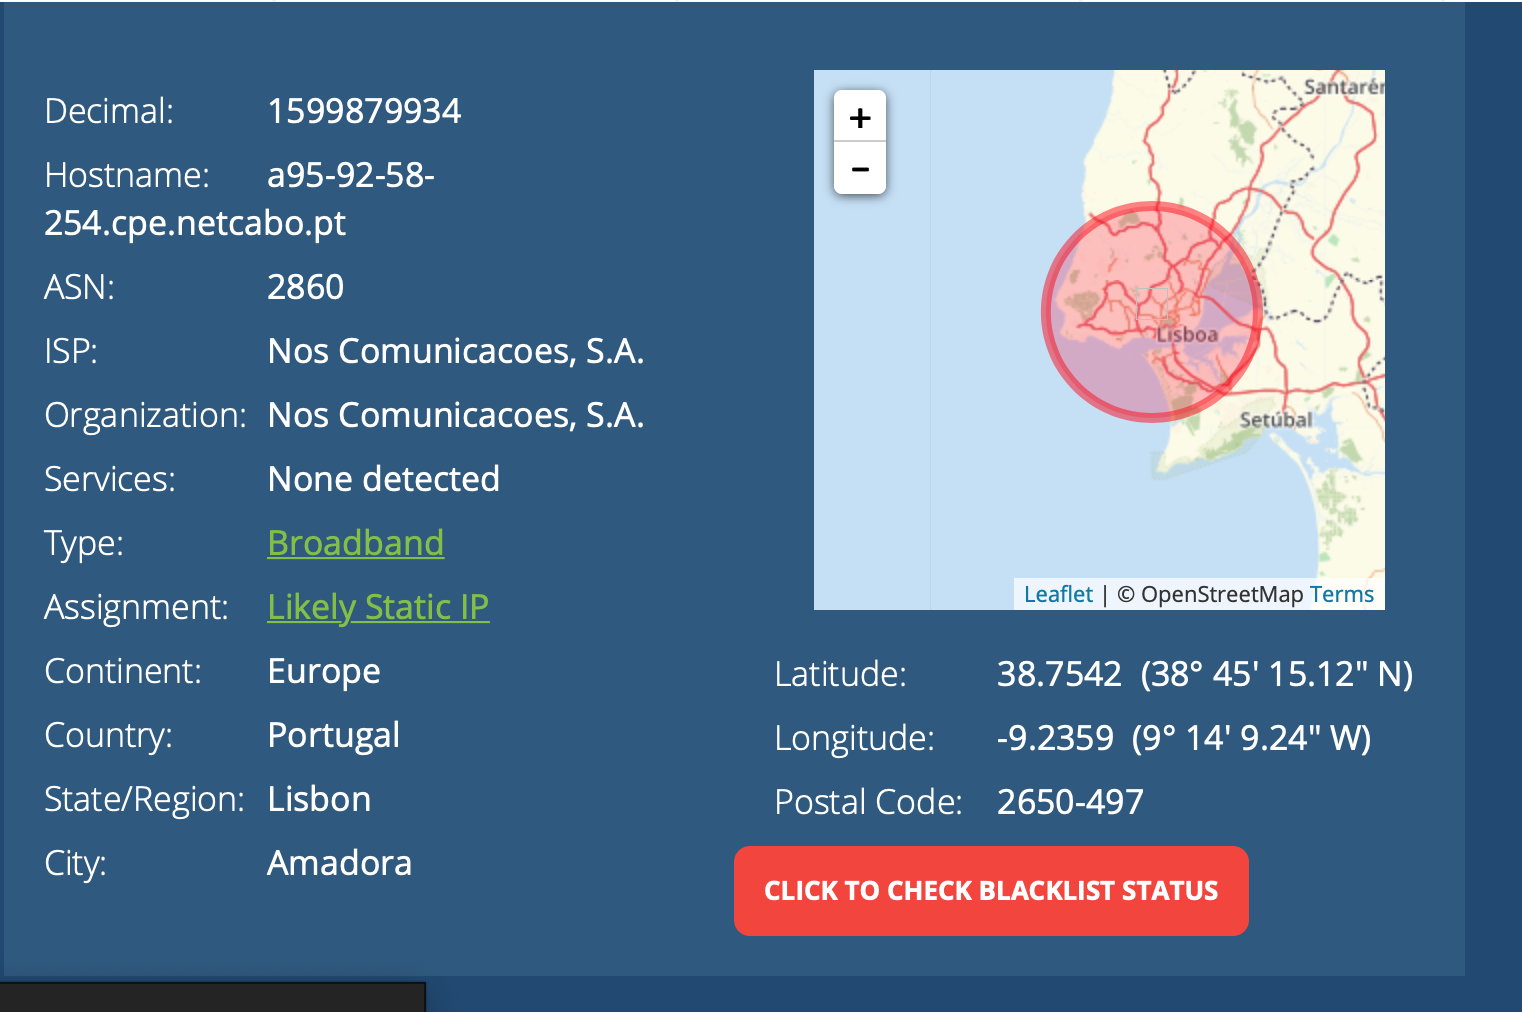 Decimal: 1599879934
Hostname: a95-92-58-
254.cpe.netcabo.pt
ASN: 2860
ISP: Nos Comunicacoes, S.A.
Organization: Nos Comunicacoes, S.A.
Services: None detected
Type: Broadband
Assignment: Likely Static IP
Continent: Europe
Country: Portugal
State/Region: Lisbon
City: Amadora
+
−
Santarér
Lisboa
Setúbal
Leaflet | © OpenStreetMap Terms
Latitude: 38.7542 (38° 45' 15.12" N)
Longitude: -9.2359 (9° 14' 9.24" W)
Postal Code: 2650-497
CLICK TO CHECK BLACKLIST STATUS